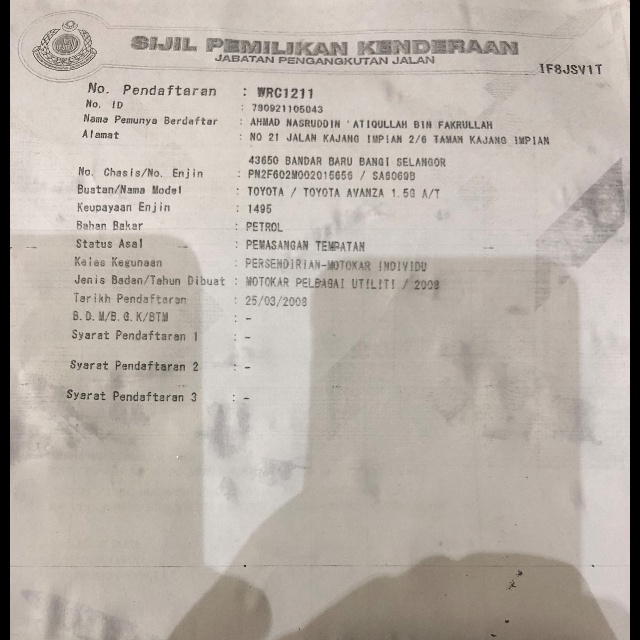 SIJIL PEMILIKAN KENDERAAN
JABATAN PENGANGKUTAN JALAN
IF8JSV1T
No. Pendaftaran : WRC1211
No. ID : 780921105043
Nama Pemunya Berdaftar : AHMAD NASRUDDIN 'ATIQULLAH BIN FAKRULLAH
Alamat : NO 21 JALAN KAJANG IMPIAN 2/6 TAMAN KAJANG IMPIAN
43650 BANDAR BARU BANGI SELANGOR
No. Chasis/No. Enjin : PN2F602M002015656 / SA6069B
Buatan/Nama Model : TOYOTA / TOYOTA AVANZA 1.5G A/T
Keupayaan Enjin : 1495
Bahan Bakar : PETROL
Status Asal : PEMASANGAN TEMPATAN
Kelas Kegunaan : PERSENDIRIAN-MOTOKAR INDIVIDU
Jenis Badan/Tahun Dibuat : MOTOKAR PELBAGAI UTILITI / 2008
Tarikh Pendaftaran : 25/03/2008
B.D.M/B.G.K/BTM : -
Syarat Pendaftaran 1 : -
Syarat Pendaftaran 2 : -
Syarat Pendaftaran 3 : -